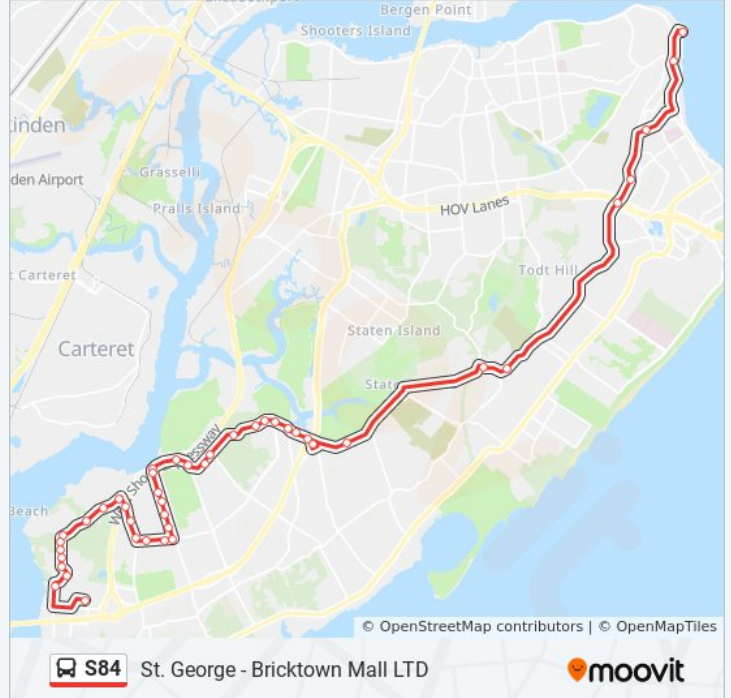 Elizabethport
Bergen Point
Shooters Island
Linden
Grasselli
den Airport
Pralls Island
HOV Lanes
t Carteret
Todt Hill
Staten Island
Carteret
State
West Shore Expressway
Beach
© OpenStreetMap contributors | © OpenMapTiles
S84 St. George - Bricktown Mall LTD
moovit